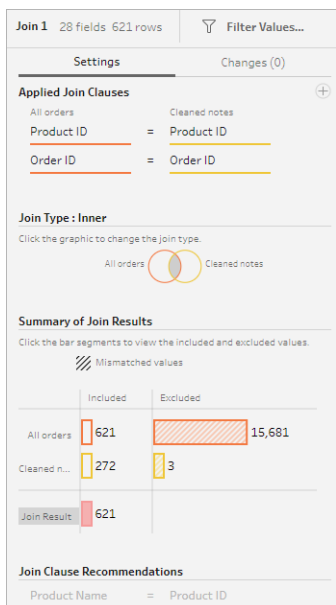 Join 1 28 fields 621 rows Filter Values...
Settings Changes (0)
Applied Join Clauses
All orders Cleaned notes
Product ID = Product ID
Order ID = Order ID
Join Type : Inner
Click the graphic to change the join type.
All orders Cleaned notes
Summary of Join Results
Click the bar segments to view the included and excluded values.
Mismatched values
Included Excluded
All orders 621 15,681
Cleaned n... 272 3
Join Result 621
Join Clause Recommendations
Product Name = Product ID